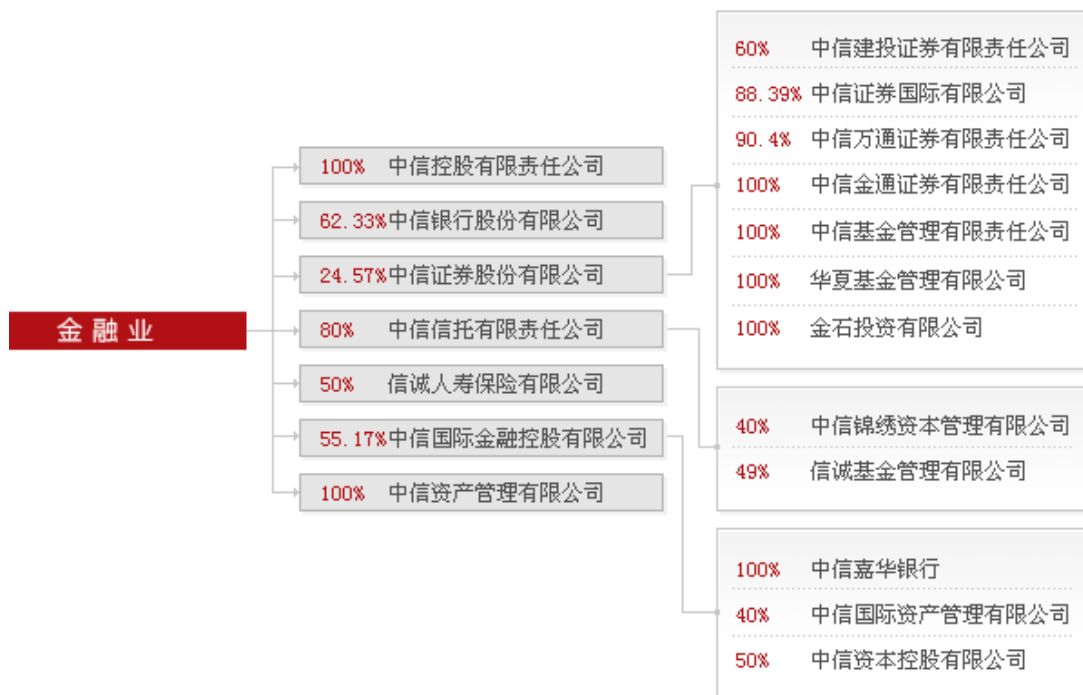 金融业
100% 中信控股有限责任公司
62.33%中信银行股份有限公司
24.57%中信证券股份有限公司
80% 中信信托有限责任公司
50% 信诚人寿保险有限公司
55.17%中信国际金融控股有限公司
100% 中信资产管理有限公司
60% 中信建投证券有限责任公司
88.39% 中信证券国际有限公司
90.4% 中信万通证券有限责任公司
100% 中信金通证券有限责任公司
100% 中信基金管理有限责任公司
100% 华夏基金管理有限公司
100% 金石投资有限公司
40% 中信锦绣资本管理有限公司
49% 信诚基金管理有限公司
100% 中信嘉华银行
40% 中信国际资产管理有限公司
50% 中信资本控股有限公司